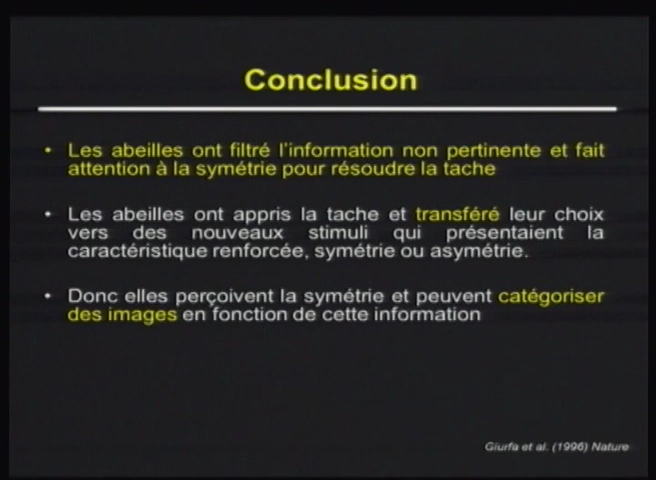 Conclusion
• Les abeilles ont filtré l'information non pertinente et fait
attention à la symétrie pour résoudre la tache
• Les abeilles ont appris la tache et transféré leur choix
vers des nouveaux stimuli qui présentaient la
caractéristique renforcée, symétrie ou asymétrie.
• Donc elles perçoivent la symétrie et peuvent catégoriser
des images en fonction de cette information
Giurfa et al. (1996) Nature